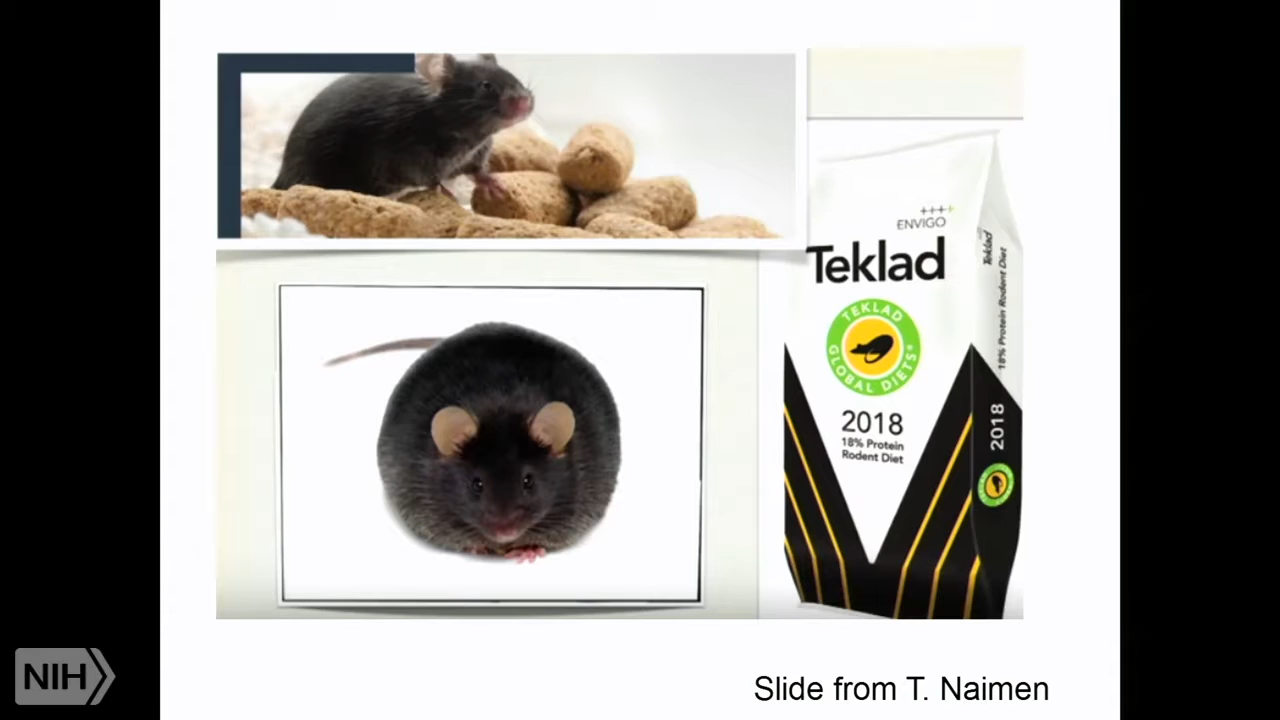 ++++
ENVIGO
Teklad
TEKLAD
GLOBAL DIETS®
2018
18% Protein
Rodent Diet
Teklad
18% Protein Rodent Diet
2018
NIH
Slide from T. Naimen